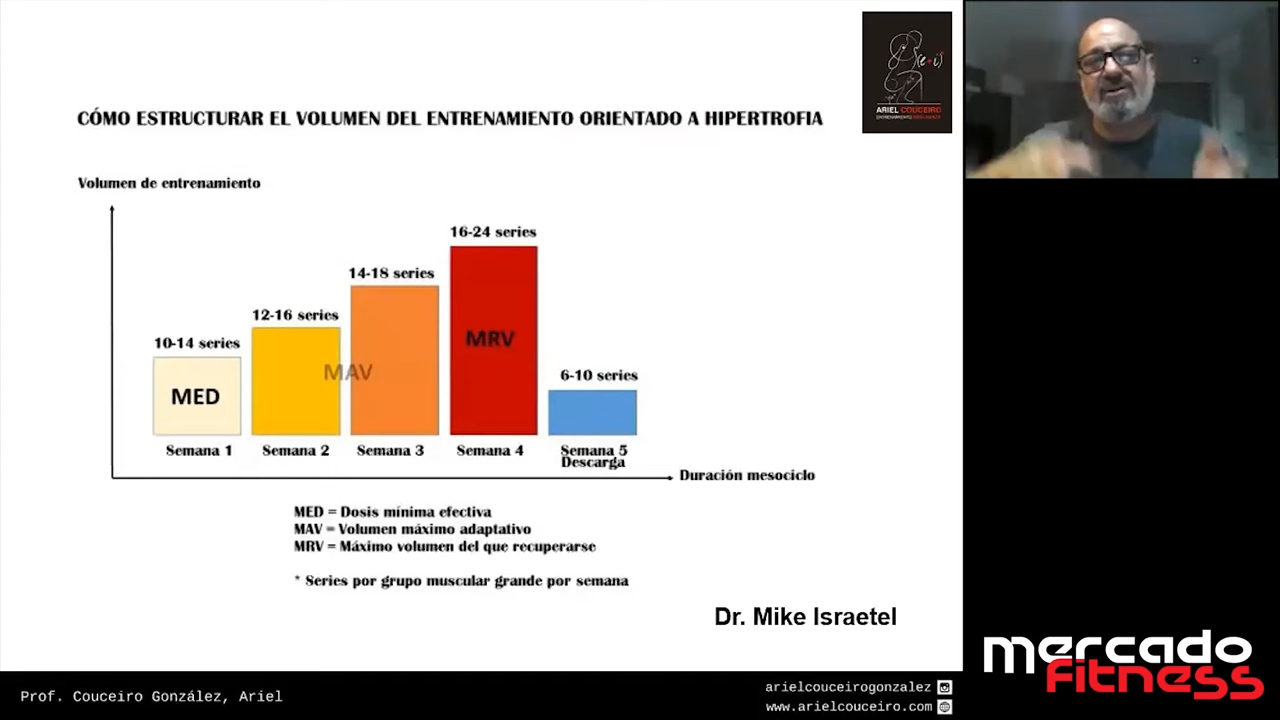 (e+i)
ARIEL COUCEIRO
CÓMO ESTRUCTURAR EL VOLUMEN DEL ENTRENAMIENTO ORIENTADO A HIPERTROFIA
Volumen de entrenamiento
16-24 series
14-18 series
12-16 series
10-14 series
MRV
MAV
6-10 series
MED
Semana 1
Semana 2
Semana 3
Semana 4
Semana 5
Descarga
Duración mesociclo
MED = Dosis mínima efectiva
MAV = Volumen máximo adaptativo
MRV = Máximo volumen del que recuperarse
* Series por grupo muscular grande por semana
Dr. Mike Israetel
mercado
fitness
Prof. Couceiro González, Ariel
arielcouceirogonzalez
www.arielcouceiro.com